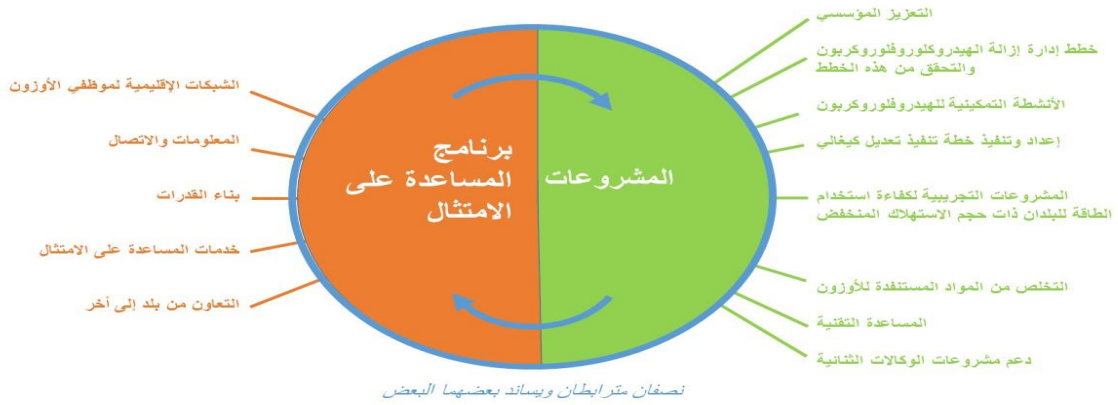 التعزيز المؤسسي
خطط إدارة إزالة الهيدروكلوروفلوروكربون
والتحقق من هذه الخطط
الأنشطة التمكينية للهيدروفلوروكربون
إعداد وتنفيذ خطة تنفيذ تعديل كيغالي
المشروعات التجريبية لكفاءة استخدام
الطاقة للبلدان ذات حجم الاستهلاك المنخفض
التخلص من المواد المستنفدة للأوزون
المساعدة التقنية
دعم مشروعات الوكالات الثنائية
المشروعات
برنامج
المساعدة على
الامتثال
الشبكات الإقليمية لموظفي الأوزون
المعلومات والاتصال
بناء القدرات
خدمات المساعدة على الامتثال
التعاون من بلد إلى أخر
نصفان مترابطان ويساند بعضهما البعض